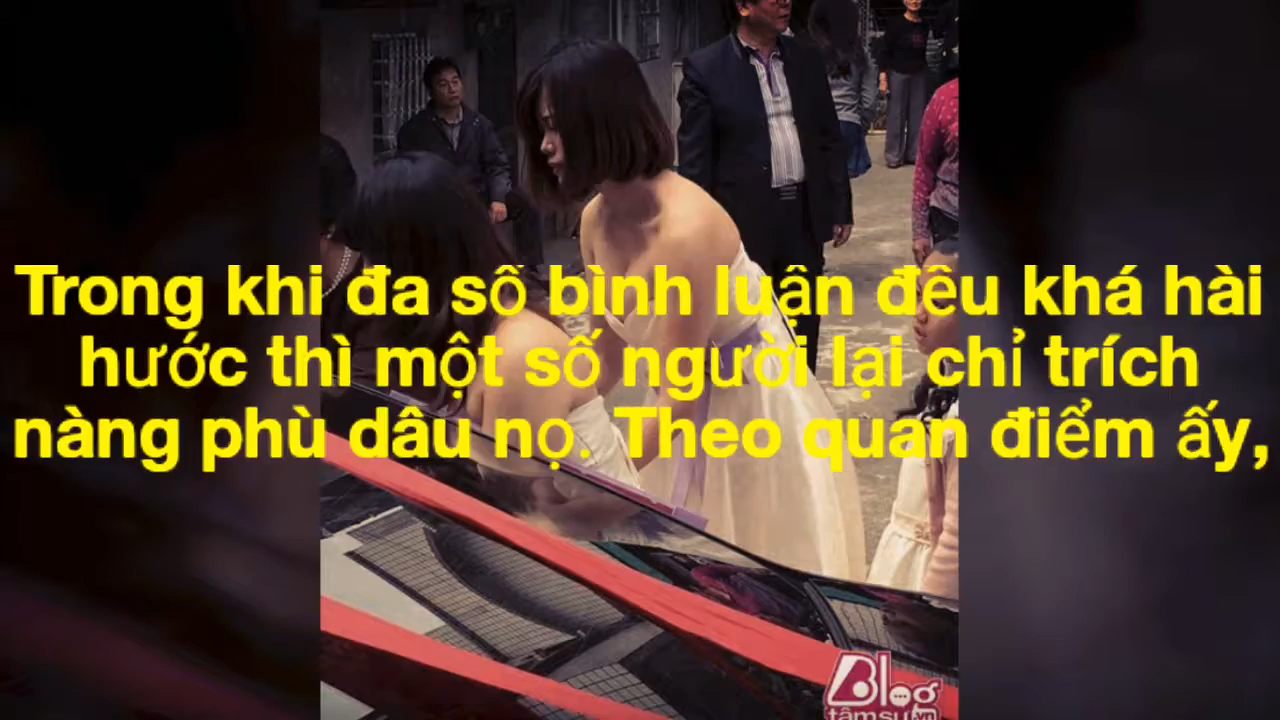 Trong khi đa số bình luận đều khá hài
hước thì một số người lại chỉ trích
nàng phù dâu nọ. Theo quan điểm ấy,
Blog
tâmsự.vn